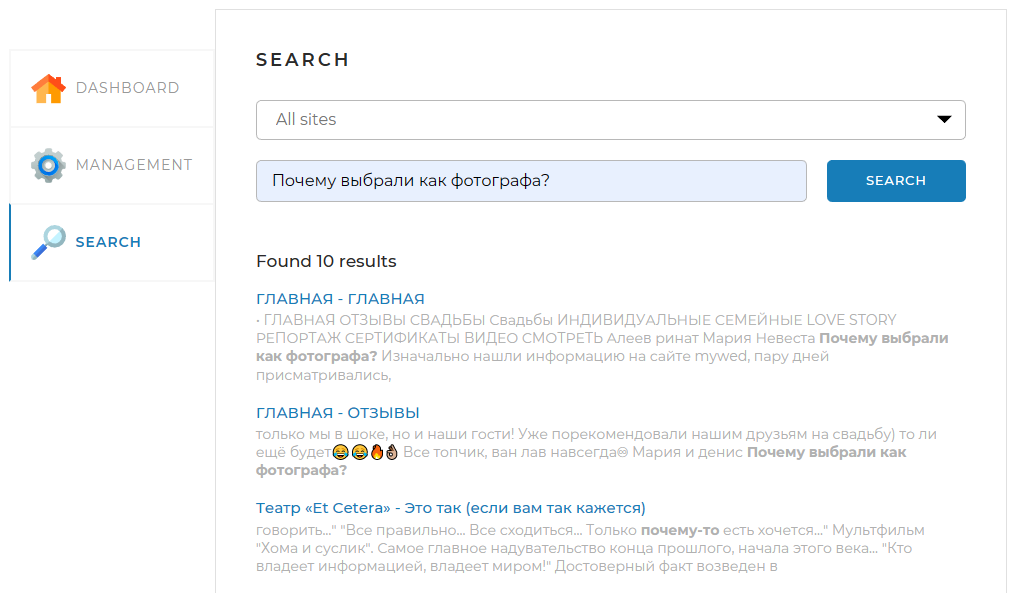 SEARCH
DASHBOARD
All sites
MANAGEMENT
Почему выбрали как фотографа?
SEARCH
SEARCH
Found 10 results
ГЛАВНАЯ - ГЛАВНАЯ
• ГЛАВНАЯ ОТЗЫВЫ СВАДЬБЫ Свадьбы ИНДИВИДУАЛЬНЫЕ СЕМЕЙНЫЕ LOVE STORY
РЕПОРТАЖ СЕРТИФИКАТЫ ВИДЕО СМОТРЕТЬ Алеев ринат Мария Невеста Почему выбрали
как фотографа? Изначально нашли информацию на сайте mywed, пару дней
присматривались,
ГЛАВНАЯ - ОТЗЫВЫ
только мы в шоке, но и наши гости! Уже порекомендовали нашим друзьям на свадьбу) то ли
ещё будет😂😂🔥👌🏻 Все топчик, ван лав навсегда♾ Мария и денис Почему выбрали как
фотографа?
Театр «Et Cetera» - Это так (если вам так кажется)
говорить..." "Все правильно... Все сходиться... Только почему-то есть хочется..." Мультфильм
"Хома и суслик". Самое главное надувательство конца прошлого, начала этого века... "Кто
владеет информацией, владеет миром!" Достоверный факт возведен в